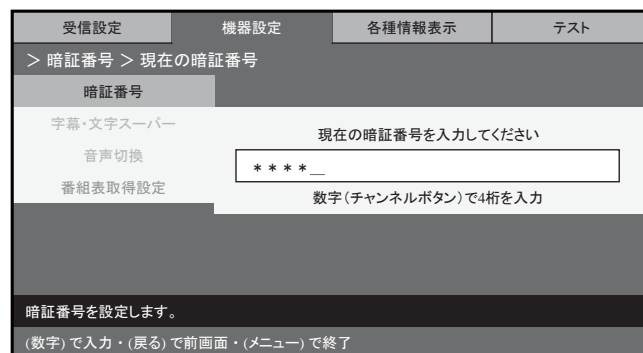 受信設定 機器設定 各種情報表示 テスト
＞ 暗証番号 ＞ 現在の暗証番号
暗証番号
字幕・文字スーパー
音声切換
番組表取得設定
現在の暗証番号を入力してください
＊＊＊＊＿
数字（チャンネルボタン）で4桁を入力
暗証番号を設定します。
(数字) で入力・(戻る) で前画面・(メニュー) で終了